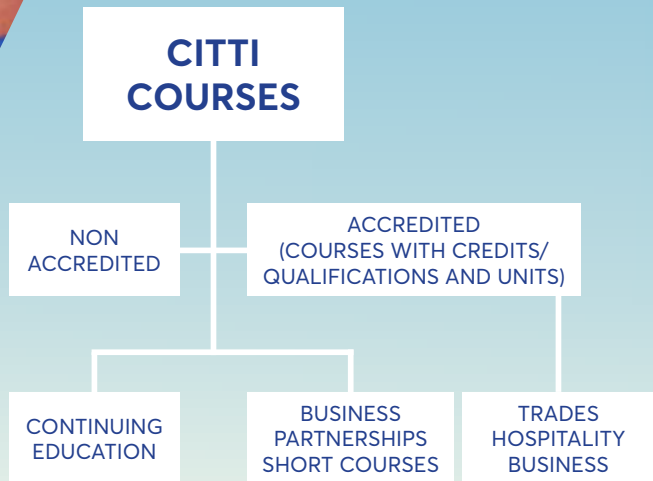 CITTI
COURSES
NON
ACCREDITED
ACCREDITED
(COURSES WITH CREDITS/
QUALIFICATIONS AND UNITS)
CONTINUING
EDUCATION
BUSINESS
PARTNERSHIPS
SHORT COURSES
TRADES
HOSPITALITY
BUSINESS